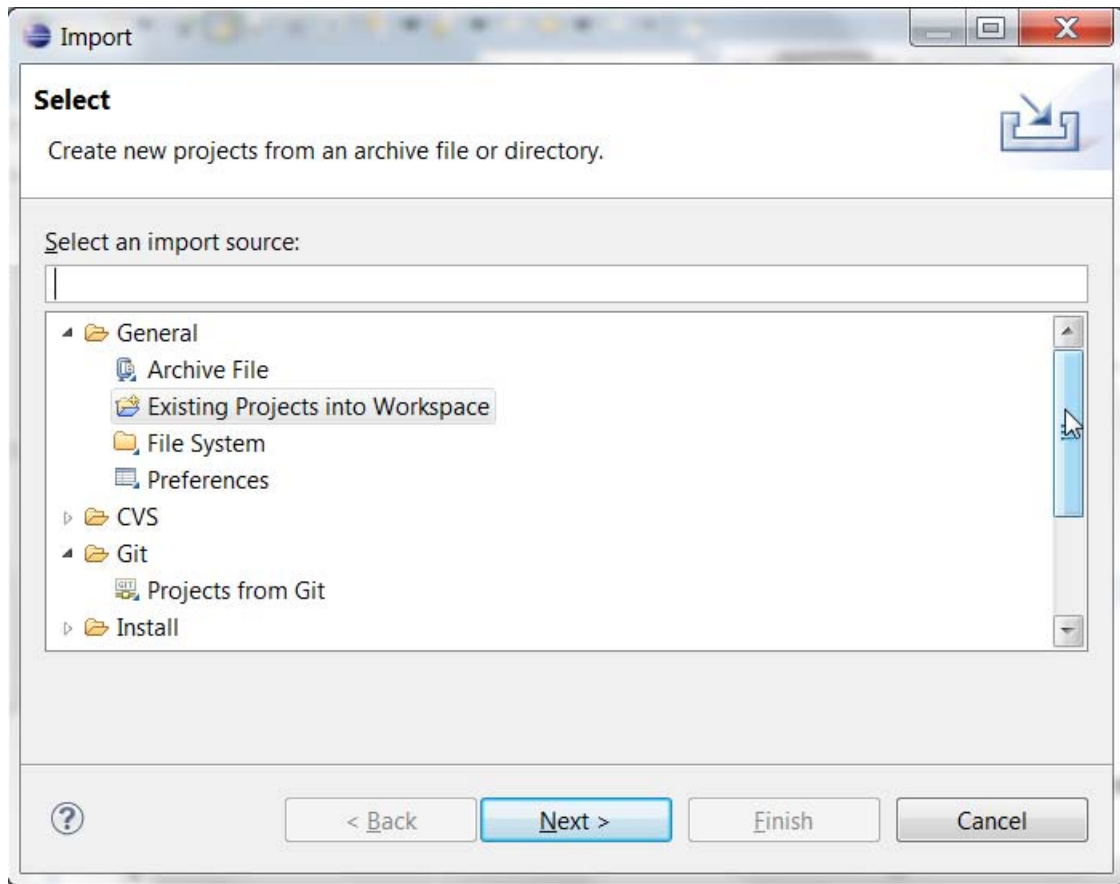 Import
Select
Create new projects from an archive file or directory.
Select an import source:
General
Archive File
Existing Projects into Workspace
File System
Preferences
CVS
Git
GIT Projects from Git
Install
? < Back Next > Finish Cancel